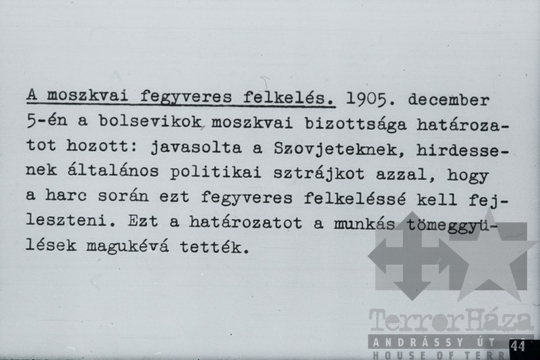 A moszkvai fegyveres felkelés. 1905. december
5-én a bolsevikok moszkvai bizottsága határoza-
tot hozott: javasolta a Szovjeteknek, hirdesse-
nek általános politikai sztrájkot azzal, hogy
a harc során ezt fegyveres felkeléssé kell fej-
leszteni. Ezt a határozatot a munkás tömeggyü-
lések magukévá tették.
TerrorHáza
ANDRÁSSY ÚT
44
HOUSE OF TERR